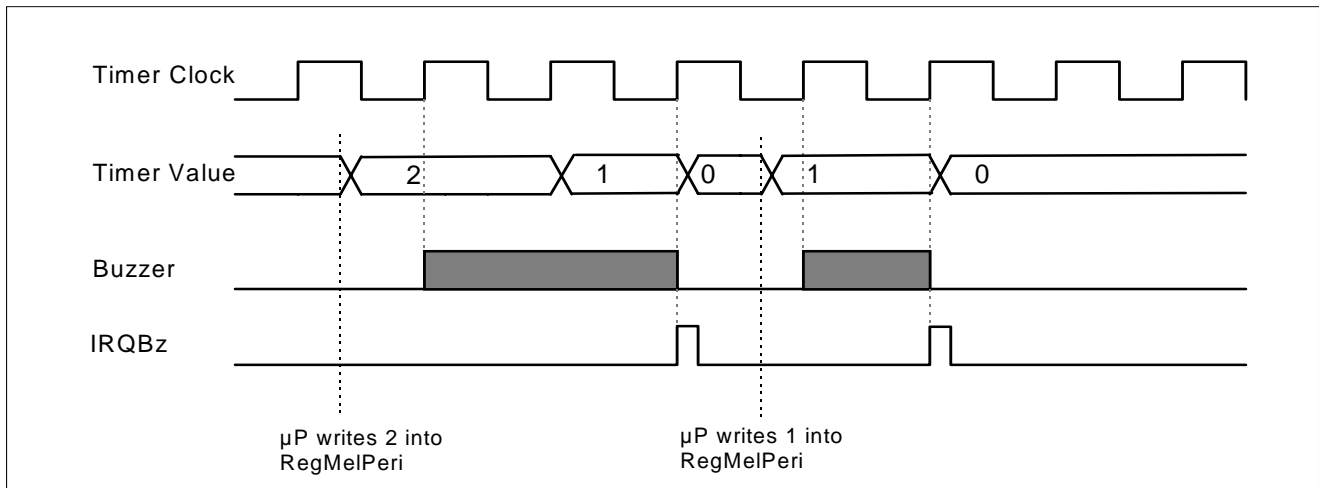 Timer Clock
Timer Value
2
1
0
1
0
Buzzer
IRQBz
µP writes 2 into
RegMelPeri
µP writes 1 into
RegMelPeri